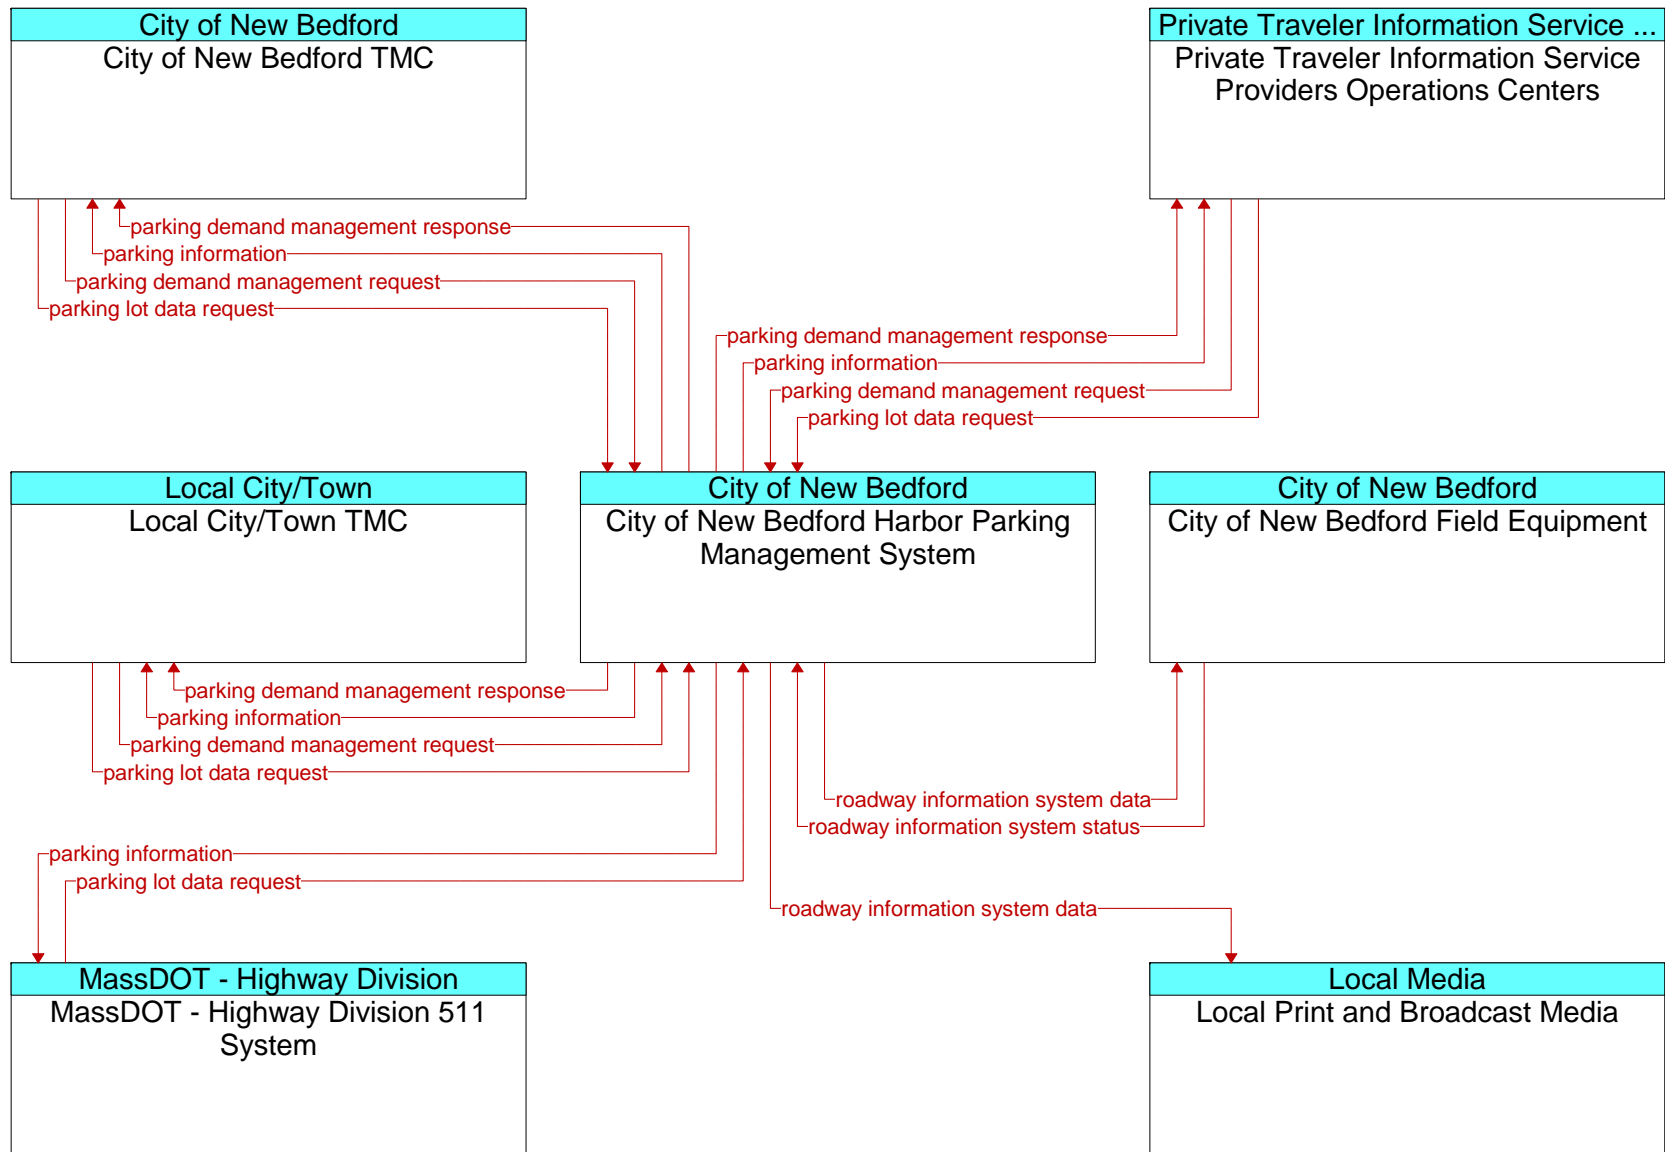 City of New Bedford
City of New Bedford TMC
Private Traveler Information Service ...
Private Traveler Information Service
Providers Operations Centers
parking demand management response
parking information
parking demand management request
parking lot data request
parking demand management response
parking information
parking demand management request
parking lot data request
Local City/Town
Local City/Town TMC
City of New Bedford
City of New Bedford Harbor Parking
Management System
City of New Bedford
City of New Bedford Field Equipment
parking demand management response
parking information
parking demand management request
parking lot data request
roadway information system data
roadway information system status
parking information
parking lot data request
roadway information system data
MassDOT - Highway Division
MassDOT - Highway Division 511
System
Local Media
Local Print and Broadcast Media